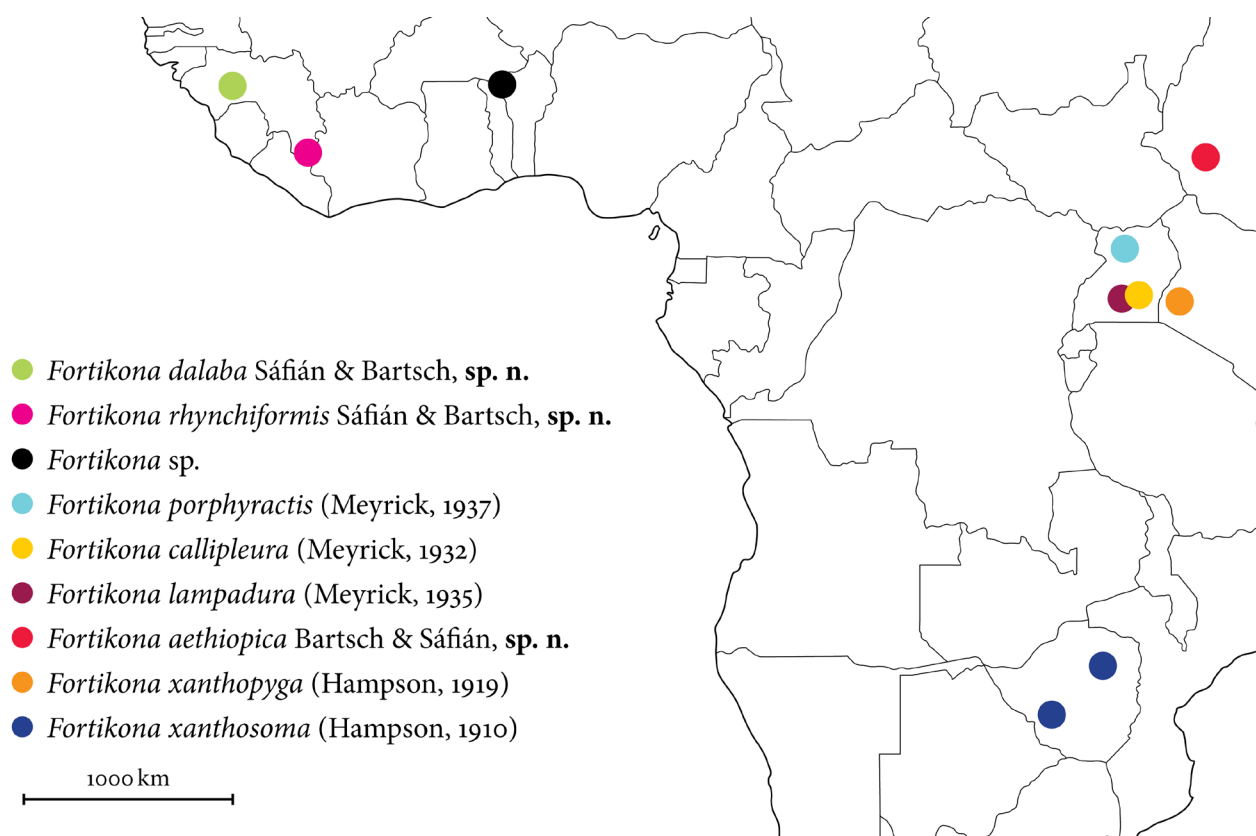 Fortikona dalaba Sáfián & Bartsch, sp. n.
Fortikona rhynchiformis Sáfián & Bartsch, sp. n.
Fortikona sp.
Fortikona porphyractis (Meyrick, 1937)
Fortikona callipleura (Meyrick, 1932)
Fortikona lampadura (Meyrick, 1935)
Fortikona aethiopica Bartsch & Sáfián, sp. n.
Fortikona xanthopyga (Hampson, 1919)
Fortikona xanthosoma (Hampson, 1910)
1000 km